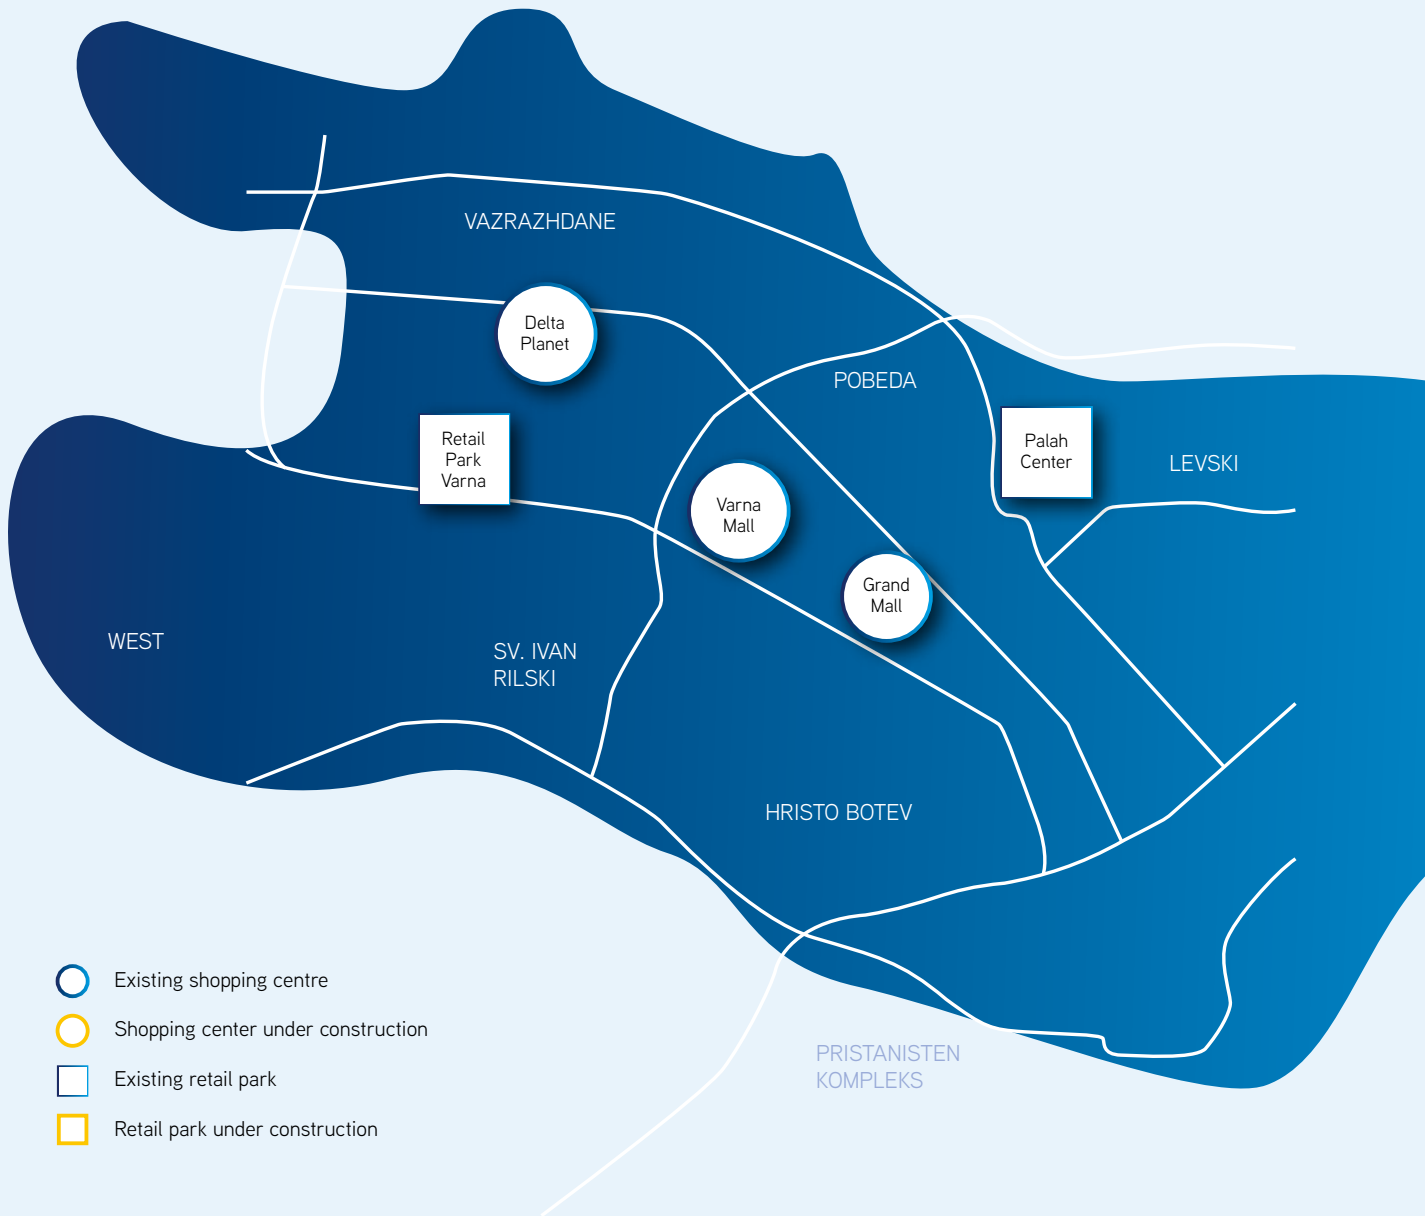 VAZRAZHDANE
Delta
Planet
POBEDA
Retail
Park
Varna
Palah
Center
LEVSKI
Varna
Mall
Grand
Mall
WEST
SV. IVAN
RILSKI
HRISTO BOTEV
PRISTANISTEN
KOMPLEKS
Existing shopping centre
Shopping center under construction
Existing retail park
Retail park under construction